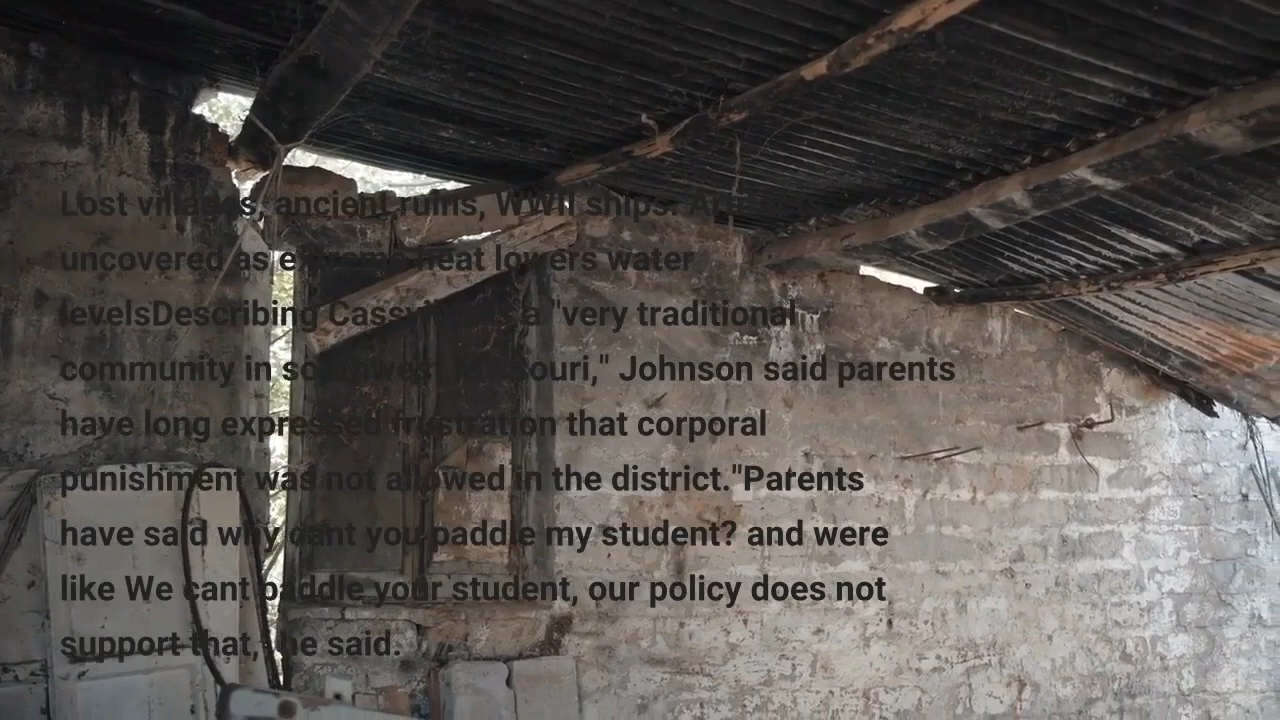 Lost villages, ancient ruins, WWII ships:
uncovered as extreme heat lowers water
levelsDescribing Cassville as a "very traditional
community in southwest Missouri," Johnson said parents
have long expressed frustration that corporal
punishment was not allowed in the district."Parents
have said why cant you paddle my student? and were
like We cant paddle your student, our policy does not
support that," he said.